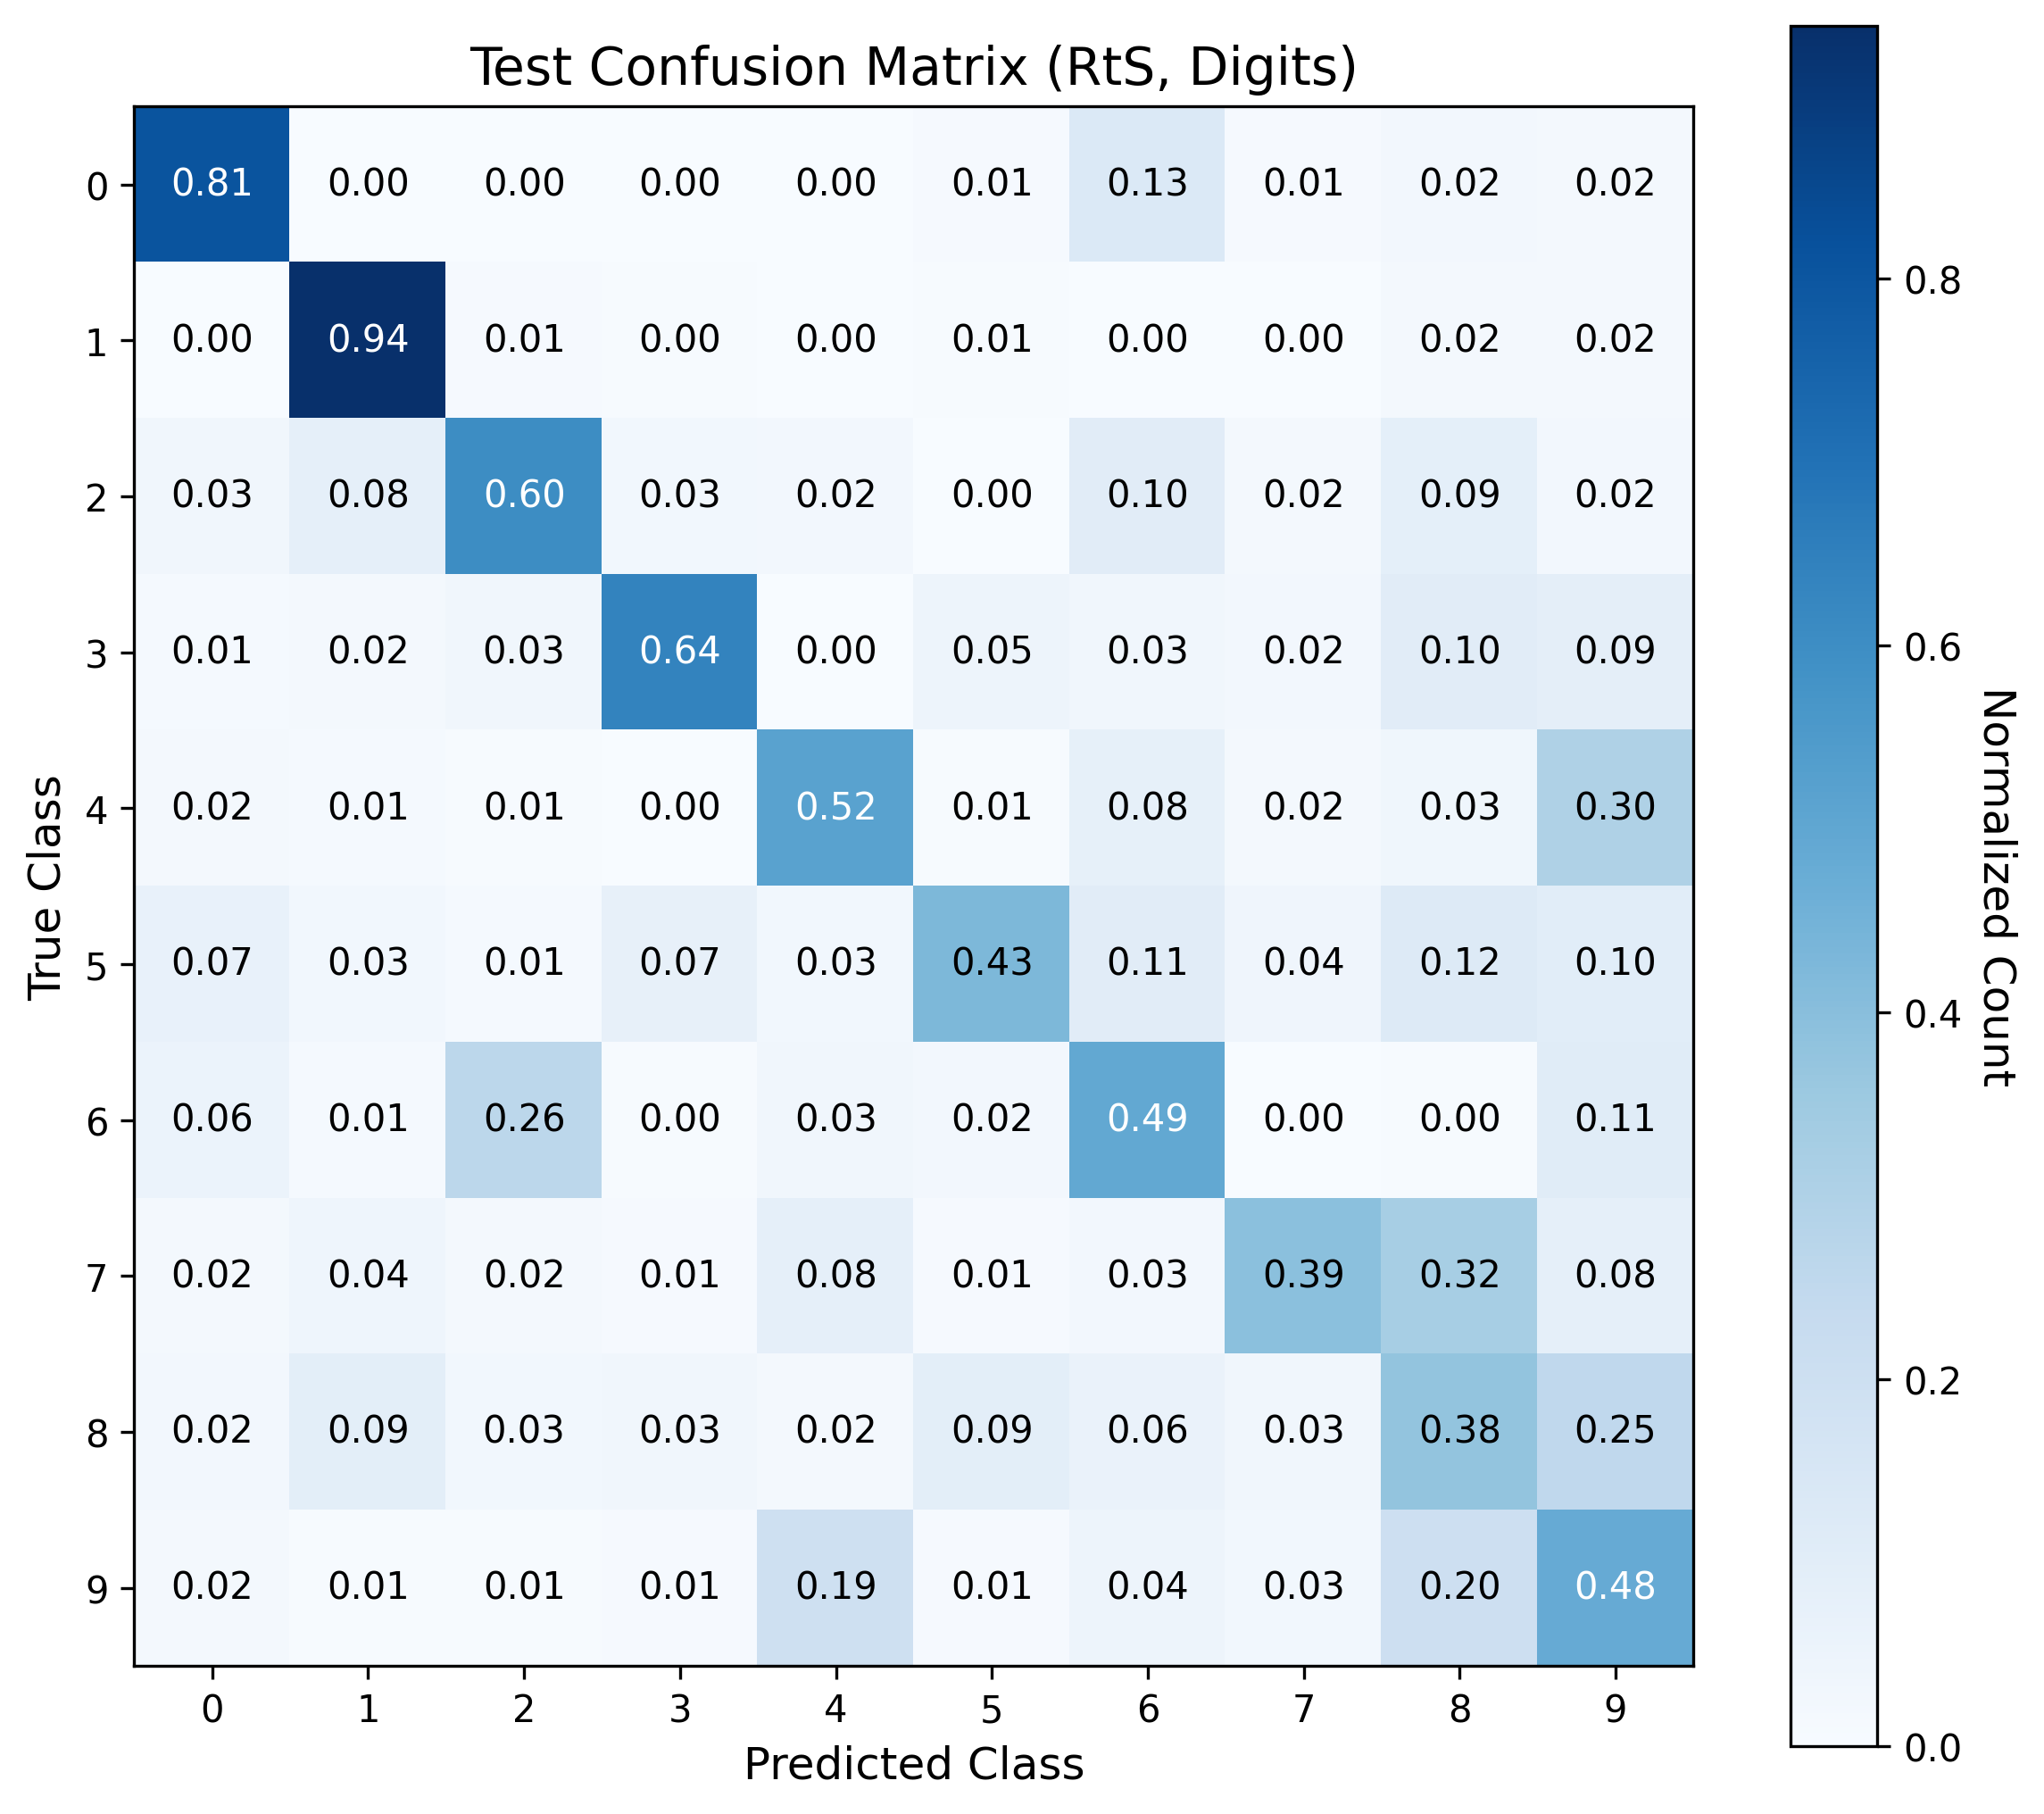 Test Confusion Matrix (RtS, Digits)
0 0.81 0.00 0.00 0.00 0.00 0.01 0.13 0.01 0.02 0.02
1 0.00 0.94 0.01 0.00 0.00 0.01 0.00 0.00 0.02 0.02
2 0.03 0.08 0.60 0.03 0.02 0.00 0.10 0.02 0.09 0.02
3 0.01 0.02 0.03 0.64 0.00 0.05 0.03 0.02 0.10 0.09
4 0.02 0.01 0.01 0.00 0.52 0.01 0.08 0.02 0.03 0.30
5 0.07 0.03 0.01 0.07 0.03 0.43 0.11 0.04 0.12 0.10
6 0.06 0.01 0.26 0.00 0.03 0.02 0.49 0.00 0.00 0.11
7 0.02 0.04 0.02 0.01 0.08 0.01 0.03 0.39 0.32 0.08
8 0.02 0.09 0.03 0.03 0.02 0.09 0.06 0.03 0.38 0.25
9 0.02 0.01 0.01 0.01 0.19 0.01 0.04 0.03 0.20 0.48
0 1 2 3 4 5 6 7 8 9
Predicted Class
True Class
0.8
0.6
0.4
0.2
0.0
Normalized Count